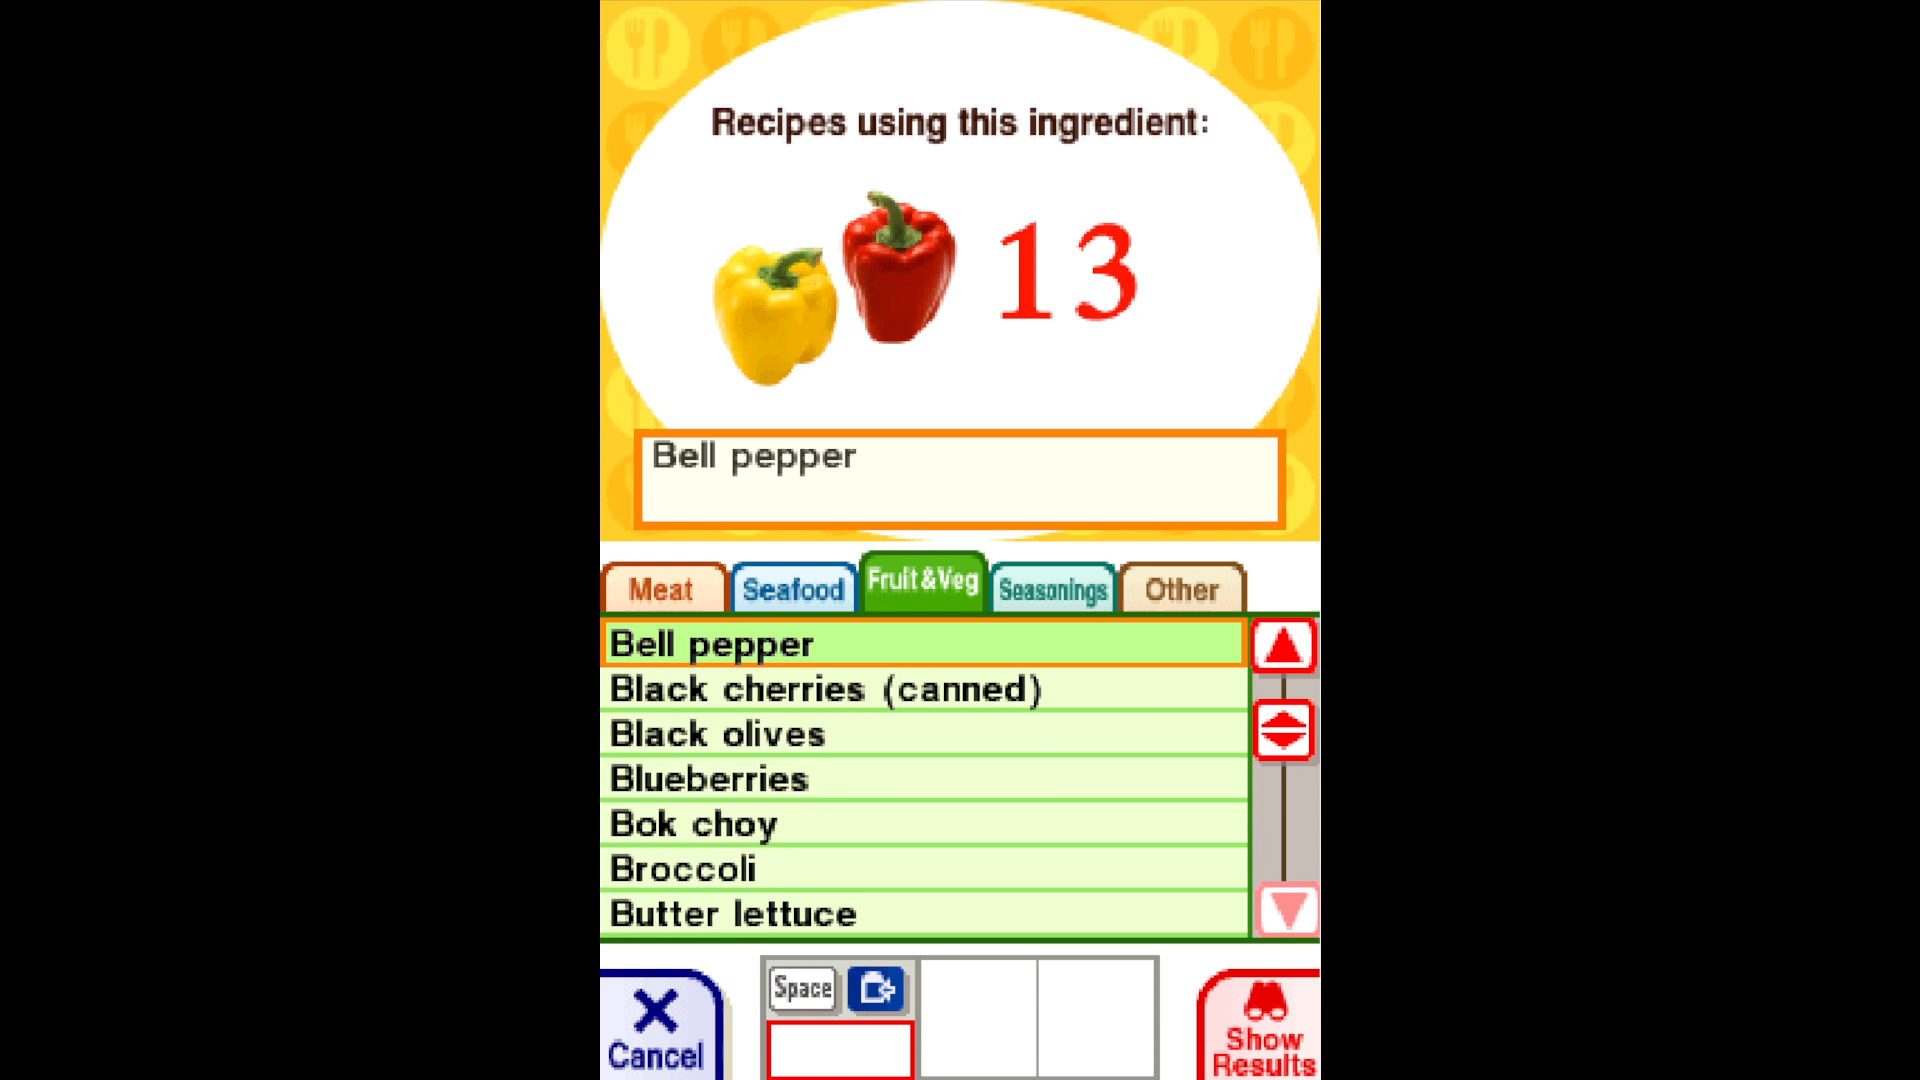 Recipes using this ingredient:
13
Bell pepper
Meat Seafood Fruit&Veg Seasonings Other
Bell pepper
Black cherries (canned)
Black olives
Blueberries
Bok choy
Broccoli
Butter lettuce
Space
Cancel
Show
Results